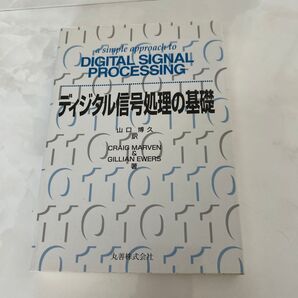 a simple approach to
DIGITAL SIGNAL
PROCESSING
ディジタル信号処理の基礎
山口博久
訳
CRAIG MARVEN
&
GILLIAN EWERS
著
丸善株式会社